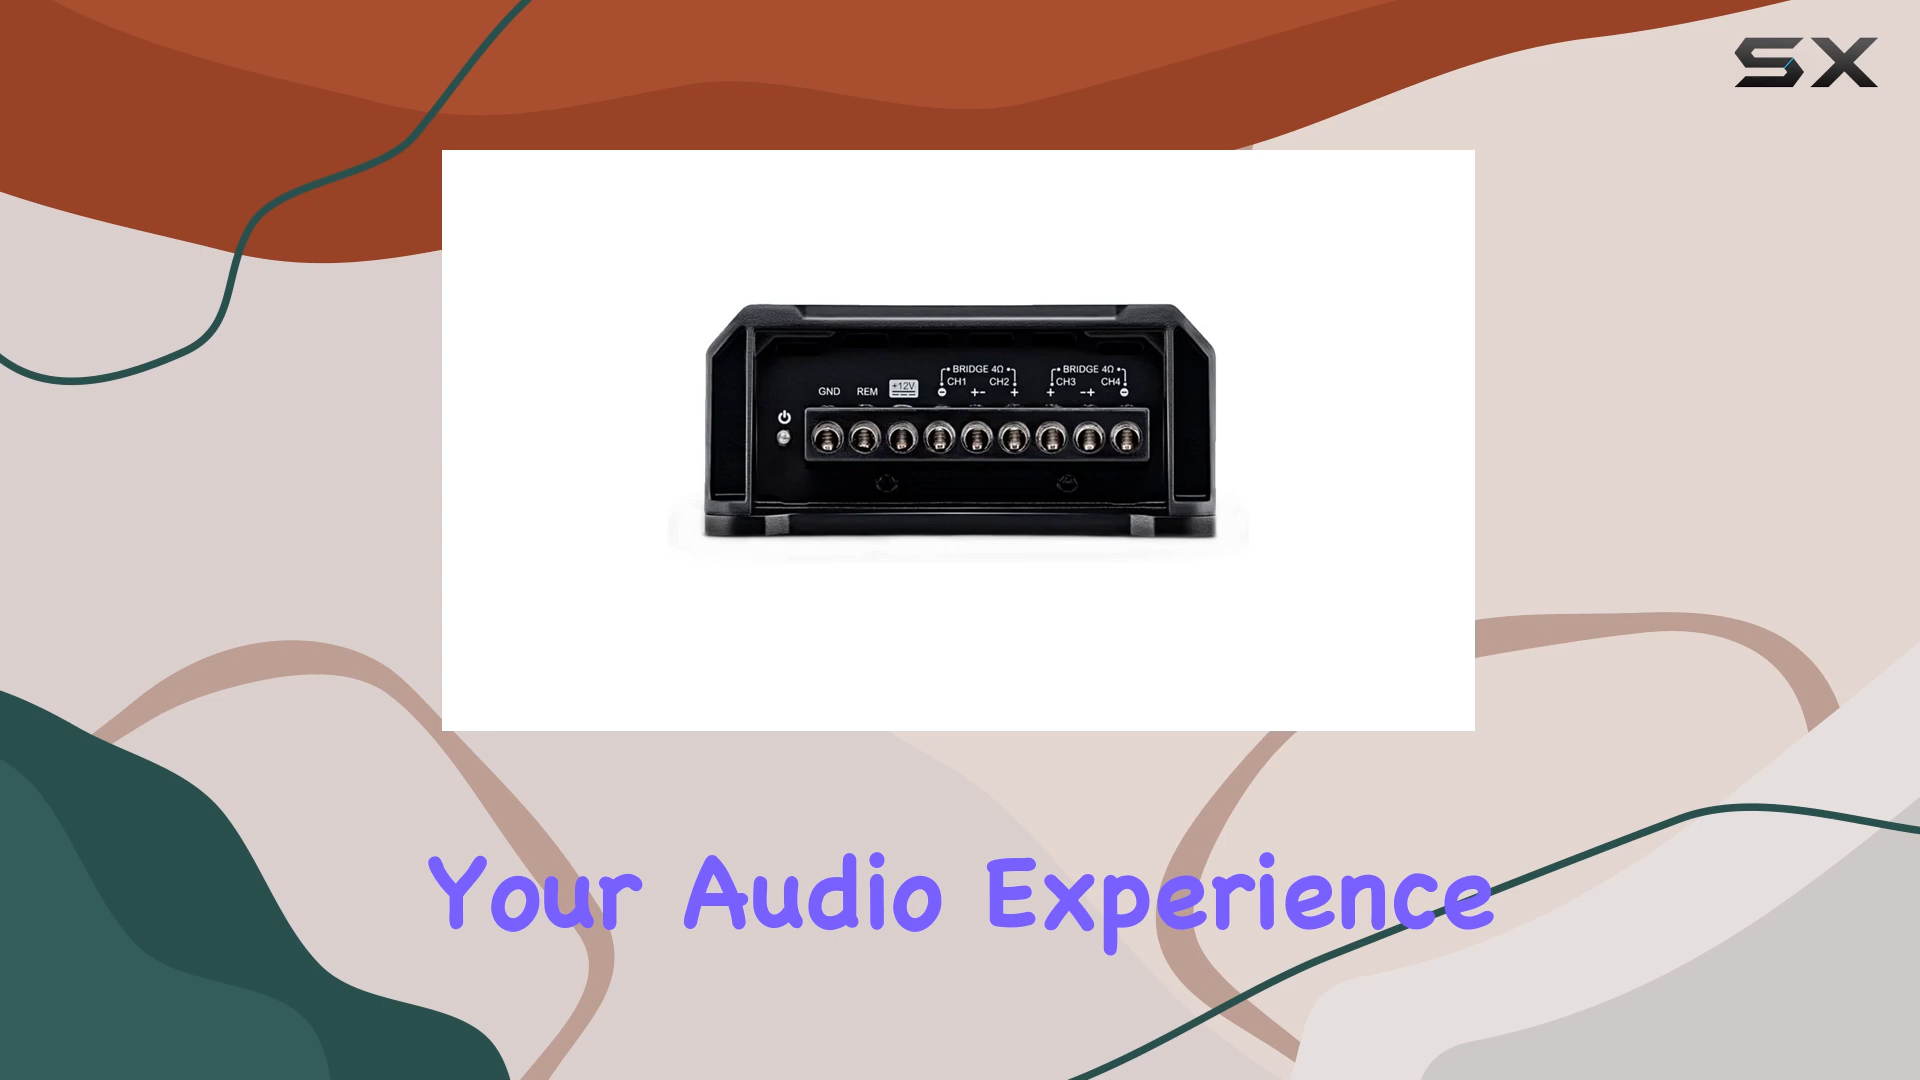 SX
BRIDGE 4Ω BRIDGE 4Ω
GND REM +12V CH1 CH2 CH3 CH4
+- + + -+
Your Audio Experience